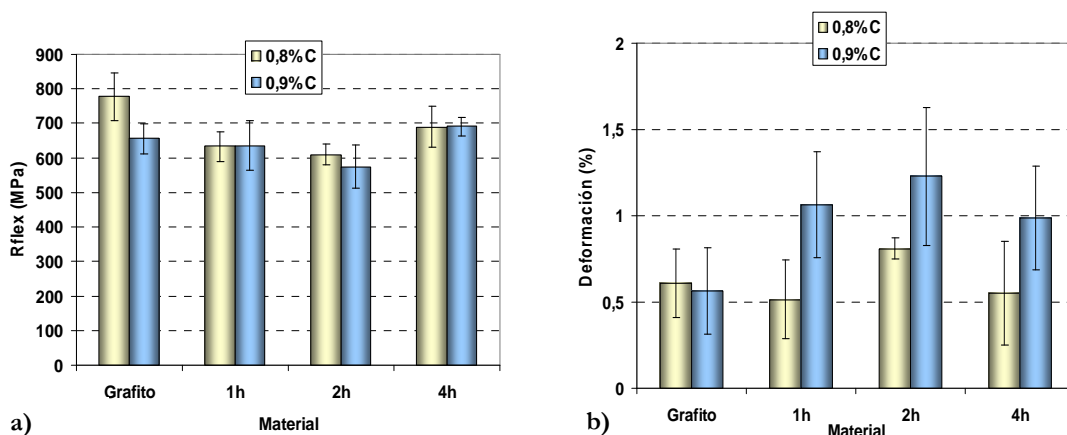 0,8%C
0,9%C
900
800
700
600
500
400
300
200
100
0
Rflex (MPa)
Grafito 1h 2h 4h
Material
a)
0,8%C
0,9%C
2
1,5
1
0,5
0
Deformación (%)
Grafito 1h 2h 4h
Material
b)